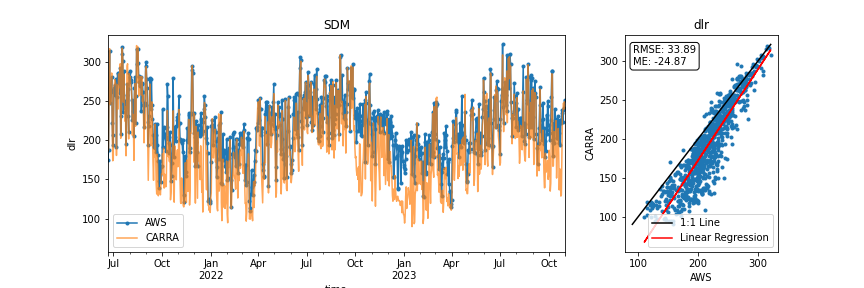 SDM
dlr
300
250
200
150
100
dlr
AWS
CARRA
Jul
Oct
Jan
2022
Apr
Jul
Oct
Jan
2023
Apr
Jul
Oct
time
dlr
RMSE: 33.89
ME: -24.87
300
250
200
150
100
CARRA
1:1 Line
Linear Regression
100
200
300
AWS